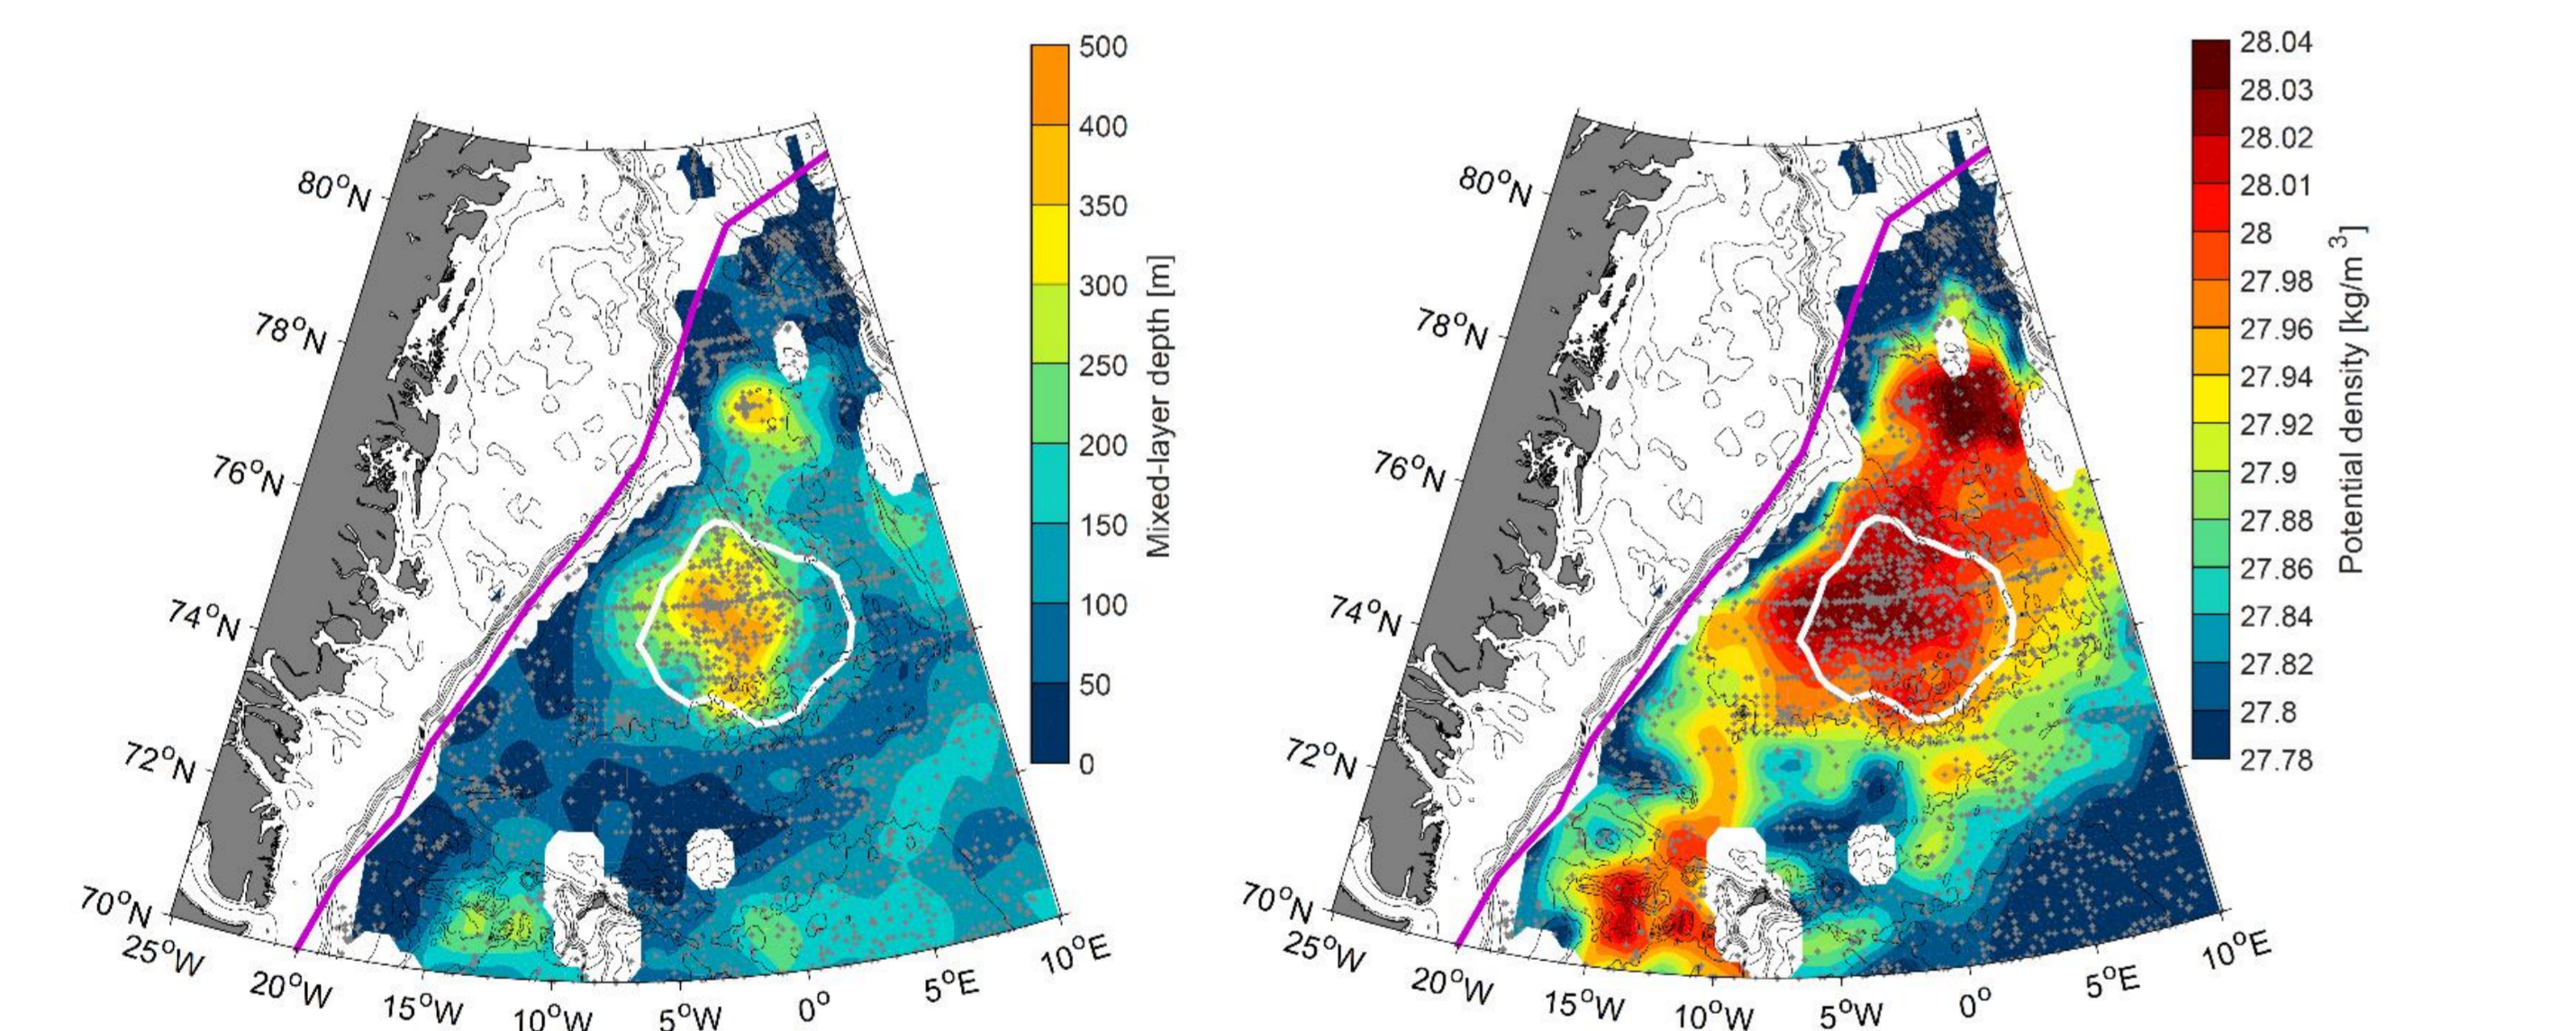 500
400
350
300
250
200
150
100
50
0
Mixed-layer depth [m]
80°N
78°N
76°N
74°N
72°N
70°N
25°W
20°W
15°W
10°W
5°W
0°
5°E
10°E
28.04
28.03
28.02
28.01
28
27.98
27.96
27.94
27.92
27.9
27.88
27.86
27.84
27.82
27.8
27.78
Potential density [kg/m³]
80°N
78°N
76°N
74°N
72°N
70°N
25°W
20°W
15°W
10°W
5°W
0°
5°E
10°E